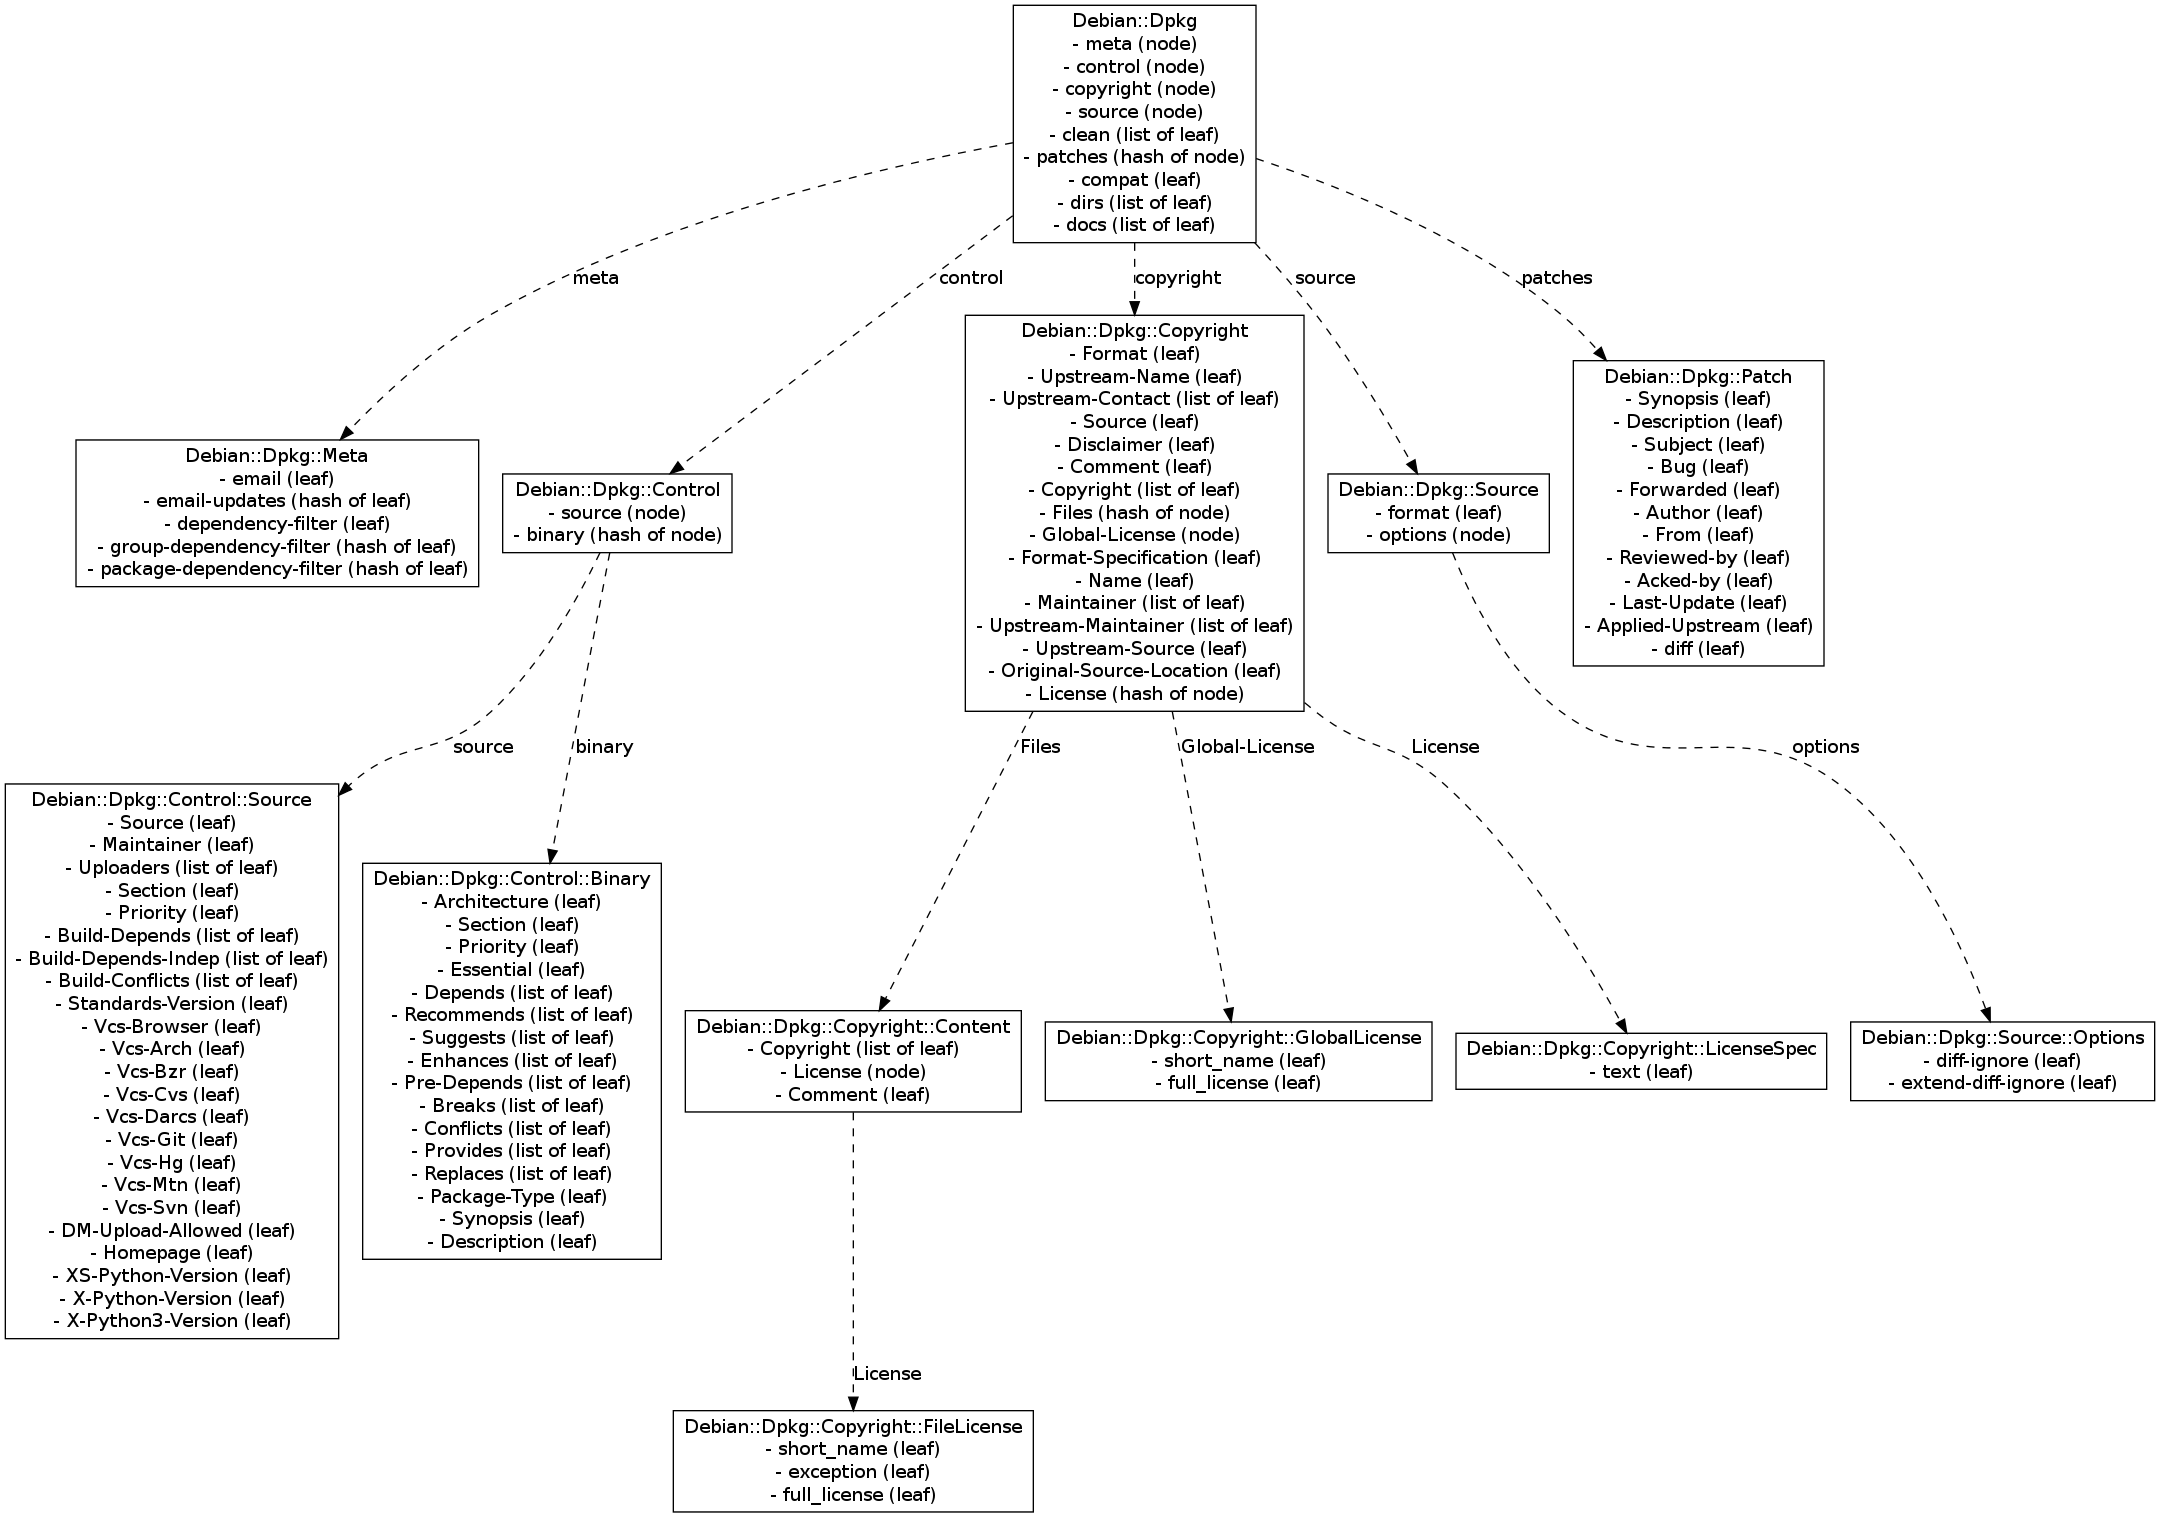 Debian::Dpkg
- meta (node)
- control (node)
- copyright (node)
- source (node)
- clean (list of leaf)
- patches (hash of node)
- compat (leaf)
- dirs (list of leaf)
- docs (list of leaf)
meta
control
copyright
source
patches
Debian::Dpkg::Meta
- email (leaf)
- email-updates (hash of leaf)
- dependency-filter (leaf)
- group-dependency-filter (hash of leaf)
- package-dependency-filter (hash of leaf)
Debian::Dpkg::Control
- source (node)
- binary (hash of node)
Debian::Dpkg::Copyright
- Format (leaf)
- Upstream-Name (leaf)
- Upstream-Contact (list of leaf)
- Source (leaf)
- Disclaimer (leaf)
- Comment (leaf)
- Copyright (list of leaf)
- Files (hash of node)
- Global-License (node)
- Format-Specification (leaf)
- Name (leaf)
- Maintainer (list of leaf)
- Upstream-Maintainer (list of leaf)
- Upstream-Source (leaf)
- Original-Source-Location (leaf)
- License (hash of node)
Debian::Dpkg::Source
- format (leaf)
- options (node)
Debian::Dpkg::Patch
- Synopsis (leaf)
- Description (leaf)
- Subject (leaf)
- Bug (leaf)
- Forwarded (leaf)
- Author (leaf)
- From (leaf)
- Reviewed-by (leaf)
- Acked-by (leaf)
- Last-Update (leaf)
- Applied-Upstream (leaf)
- diff (leaf)
source
binary
Files
Global-License
License
options
Debian::Dpkg::Control::Source
- Source (leaf)
- Maintainer (leaf)
- Uploaders (list of leaf)
- Section (leaf)
- Priority (leaf)
- Build-Depends (list of leaf)
- Build-Depends-Indep (list of leaf)
- Build-Conflicts (list of leaf)
- Standards-Version (leaf)
- Vcs-Browser (leaf)
- Vcs-Arch (leaf)
- Vcs-Bzr (leaf)
- Vcs-Cvs (leaf)
- Vcs-Darcs (leaf)
- Vcs-Git (leaf)
- Vcs-Hg (leaf)
- Vcs-Mtn (leaf)
- Vcs-Svn (leaf)
- DM-Upload-Allowed (leaf)
- Homepage (leaf)
- XS-Python-Version (leaf)
- X-Python-Version (leaf)
- X-Python3-Version (leaf)
Debian::Dpkg::Control::Binary
- Architecture (leaf)
- Section (leaf)
- Priority (leaf)
- Essential (leaf)
- Depends (list of leaf)
- Recommends (list of leaf)
- Suggests (list of leaf)
- Enhances (list of leaf)
- Pre-Depends (list of leaf)
- Breaks (list of leaf)
- Conflicts (list of leaf)
- Provides (list of leaf)
- Replaces (list of leaf)
- Package-Type (leaf)
- Synopsis (leaf)
- Description (leaf)
Debian::Dpkg::Copyright::Content
- Copyright (list of leaf)
- License (node)
- Comment (leaf)
Debian::Dpkg::Copyright::GlobalLicense
- short_name (leaf)
- full_license (leaf)
Debian::Dpkg::Copyright::LicenseSpec
- text (leaf)
Debian::Dpkg::Source::Options
- diff-ignore (leaf)
- extend-diff-ignore (leaf)
License
Debian::Dpkg::Copyright::FileLicense
- short_name (leaf)
- exception (leaf)
- full_license (leaf)